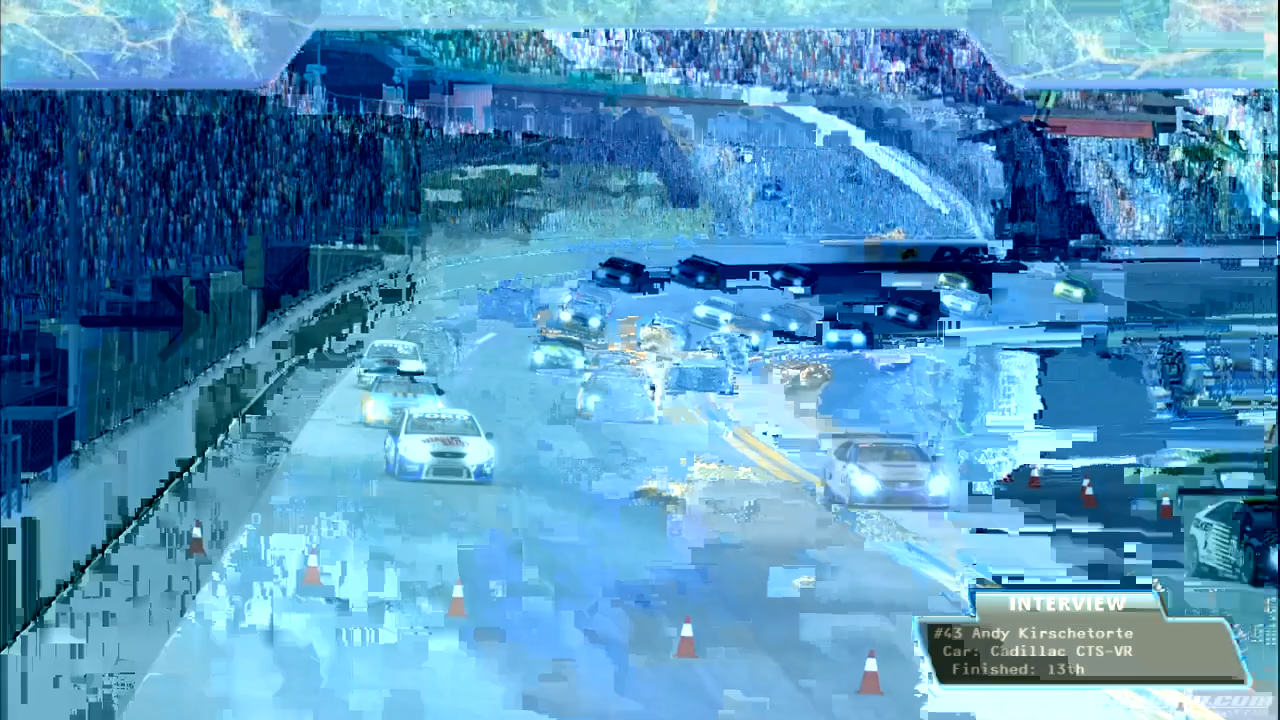 INTERVIEW
#43 Andy Kirschetorte
Car: Cadillac CTS-VR
Finished: 13th